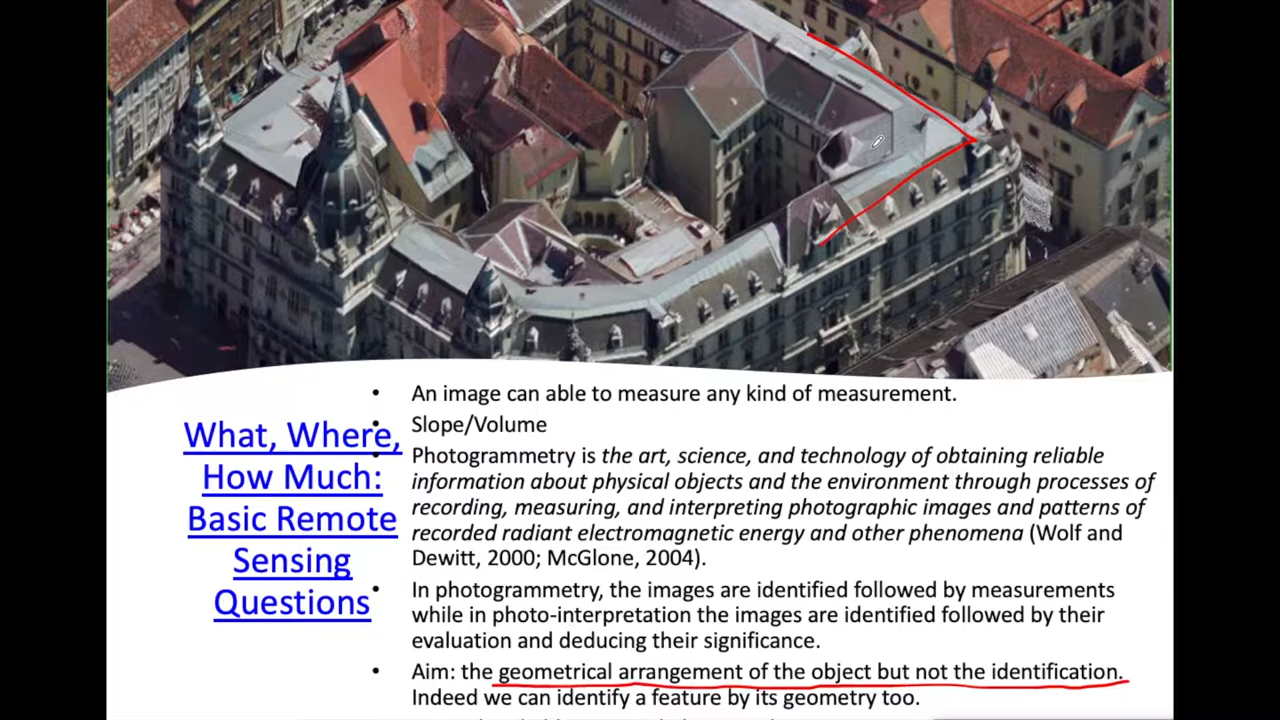 What, Where,
How Much:
Basic Remote
Sensing
Questions
• An image can able to measure any kind of measurement.
• Slope/Volume
• Photogrammetry is the art, science, and technology of obtaining reliable
information about physical objects and the environment through processes of
recording, measuring, and interpreting photographic images and patterns of
recorded radiant electromagnetic energy and other phenomena (Wolf and
Dewitt, 2000; McGlone, 2004).
• In photogrammetry, the images are identified followed by measurements
while in photo-interpretation the images are identified followed by their
evaluation and deducing their significance.
• Aim: the geometrical arrangement of the object but not the identification.
Indeed we can identify a feature by its geometry too.